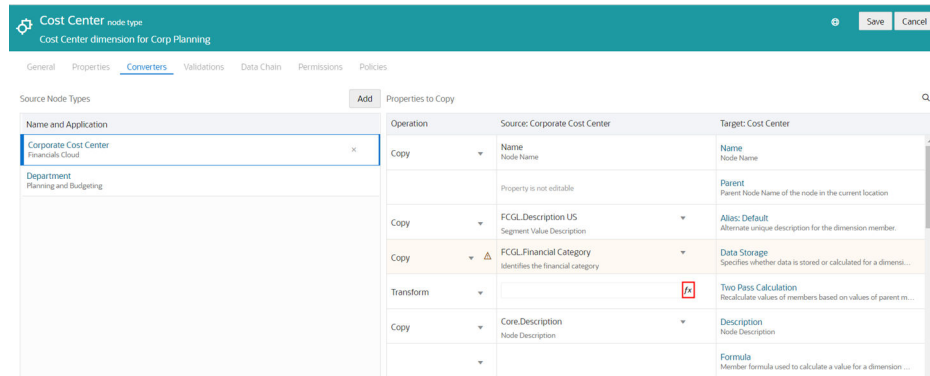 Cost Center node type
Save
Cancel
Cost Center dimension for Corp Planning
General Properties Converters Validations Data Chain Permissions Policies
Source Node Types
Add
Properties to Copy
Name and Application
Operation
Source: Corporate Cost Center
Target: Cost Center
Corporate Cost Center
Financials Cloud
Department
Planning and Budgeting
Copy
Name
Node Name
Name
Node Name
Property is not editable
Parent
Parent Node Name of the node in the current location
Copy
FCGL.Description US
Segment Value Description
Alias: Default
Alternate unique description for the dimension member.
Copy
FCGL.Financial Category
Identifies the financial category
Data Storage
Specifies whether data is stored or calculated for a dimensi...
Transform
fx
Two Pass Calculation
Recalculate values of members based on values of parent m...
Copy
Core.Description
Node Description
Description
Node Description
Formula
Member formula used to calculate a value for a dimension ...